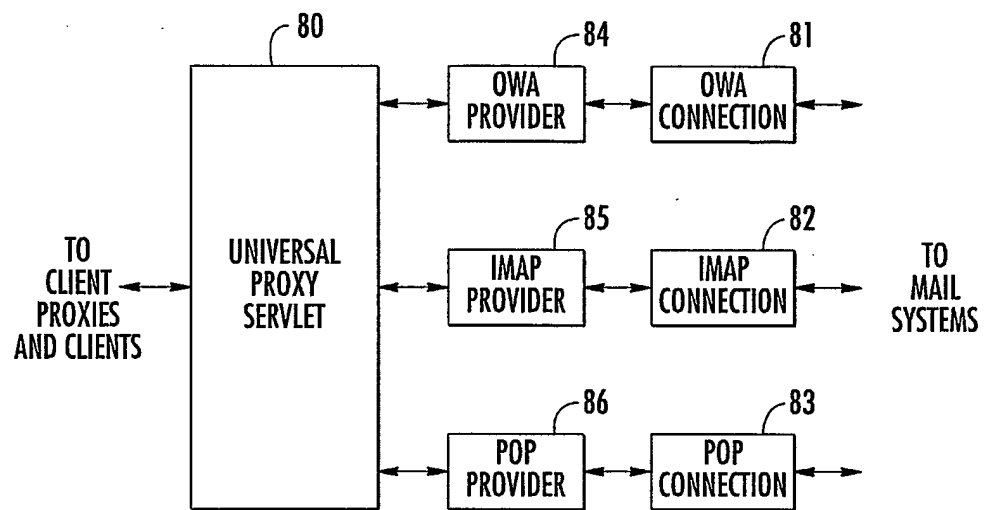 80
84
81
OWA
PROVIDER
OWA
CONNECTION
TO
CLIENT
PROXIES
AND CLIENTS
UNIVERSAL
PROXY
SERVLET
85
82
IMAP
PROVIDER
IMAP
CONNECTION
TO
MAIL
SYSTEMS
86
83
POP
PROVIDER
POP
CONNECTION